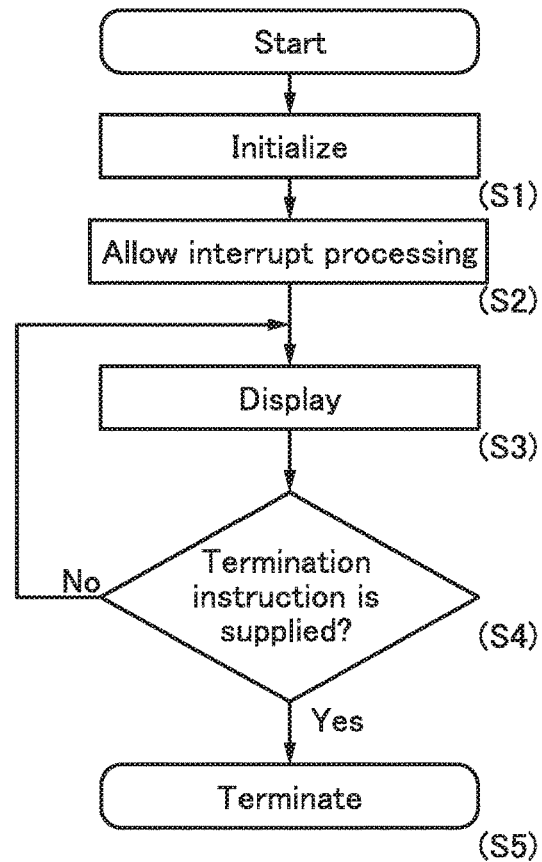 Start
Initialize
(S1)
Allow interrupt processing
(S2)
Display
(S3)
Termination
instruction is
supplied?
No
(S4)
Yes
Terminate
(S5)